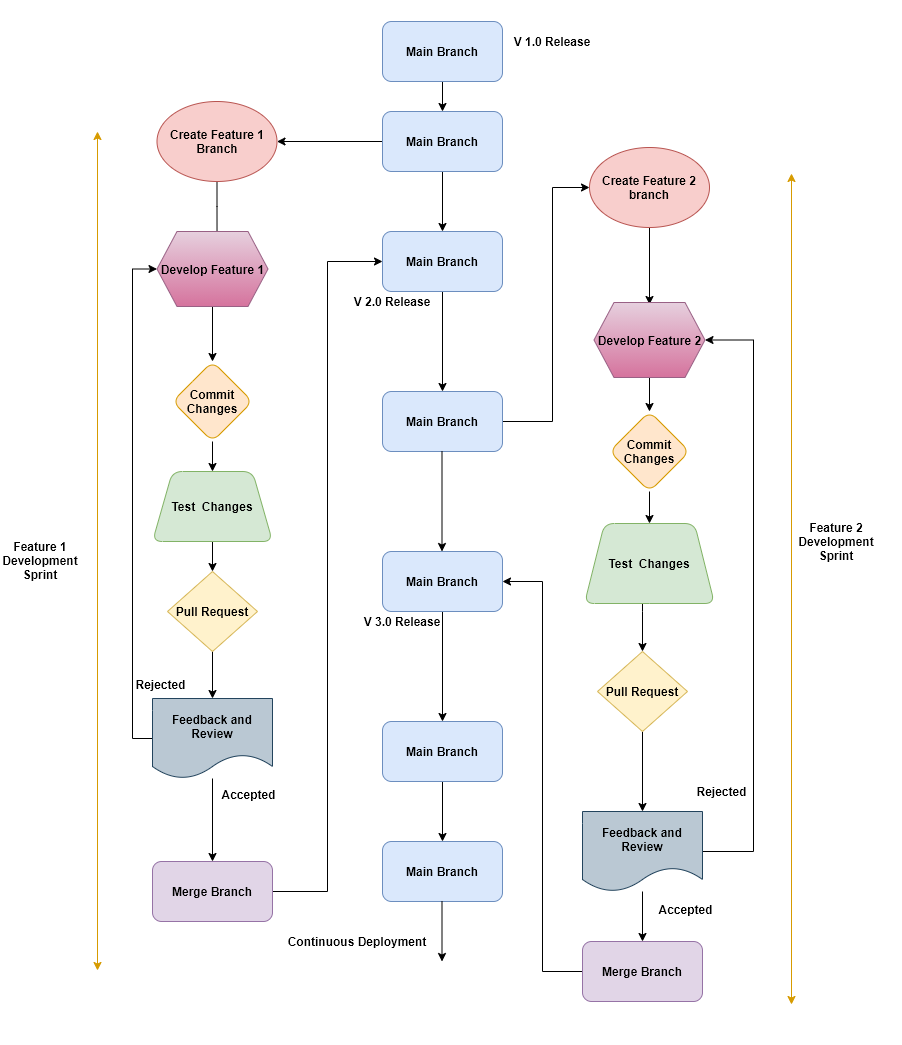 Main Branch
V 1.0 Release
Main Branch
Create Feature 1
Branch
Create Feature 2
branch
Main Branch
V 2.0 Release
Develop Feature 1
Develop Feature 2
Commit
Changes
Main Branch
Commit
Changes
Test  Changes
Feature 1
Development
Sprint
Feature 2
Development
Sprint
Main Branch
V 3.0 Release
Test  Changes
Pull Request
Rejected
Pull Request
Feedback and
Review
Main Branch
Accepted
Rejected
Feedback and
Review
Main Branch
Merge Branch
Accepted
Continuous Deployment
Merge Branch